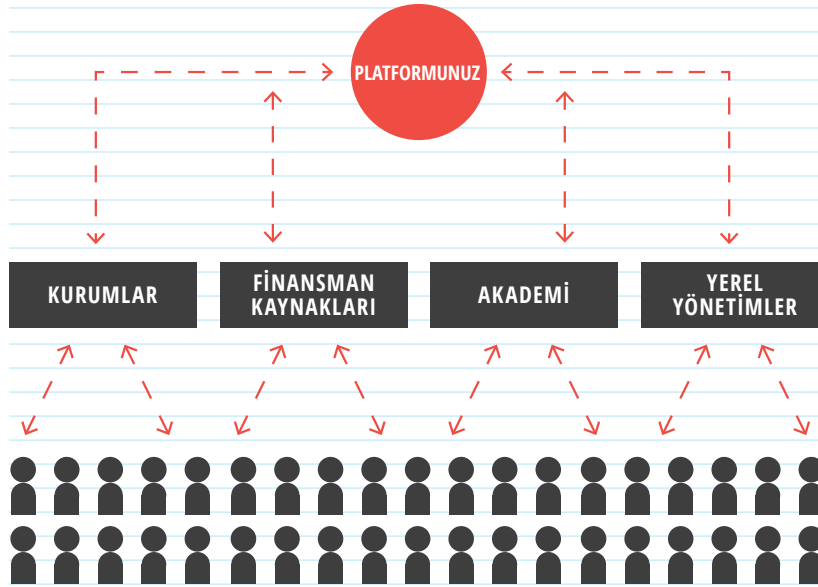 PLATFORMUNUZ
KURUMLAR
FİNANSMAN
KAYNAKLARI
AKADEMİ
YEREL
YÖNETİMLER